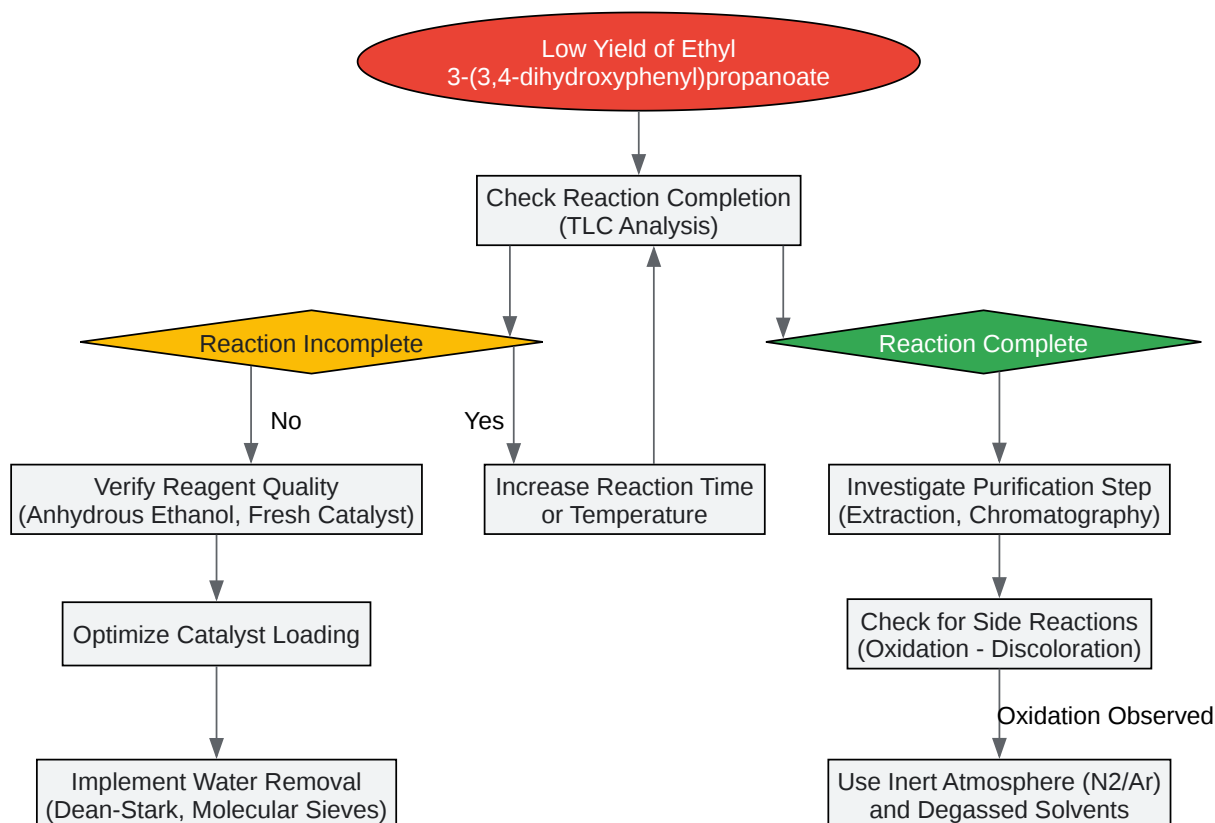 Low Yield of Ethyl
3-(3,4-dihydroxyphenyl)propanoate
Check Reaction Completion
(TLC Analysis)
Reaction Incomplete
Reaction Complete
No
Yes
Verify Reagent Quality
(Anhydrous Ethanol, Fresh Catalyst)
Increase Reaction Time
or Temperature
Investigate Purification Step
(Extraction, Chromatography)
Optimize Catalyst Loading
Check for Side Reactions
(Oxidation - Discoloration)
Oxidation Observed
Implement Water Removal
(Dean-Stark, Molecular Sieves)
Use Inert Atmosphere (N2/Ar)
and Degassed Solvents